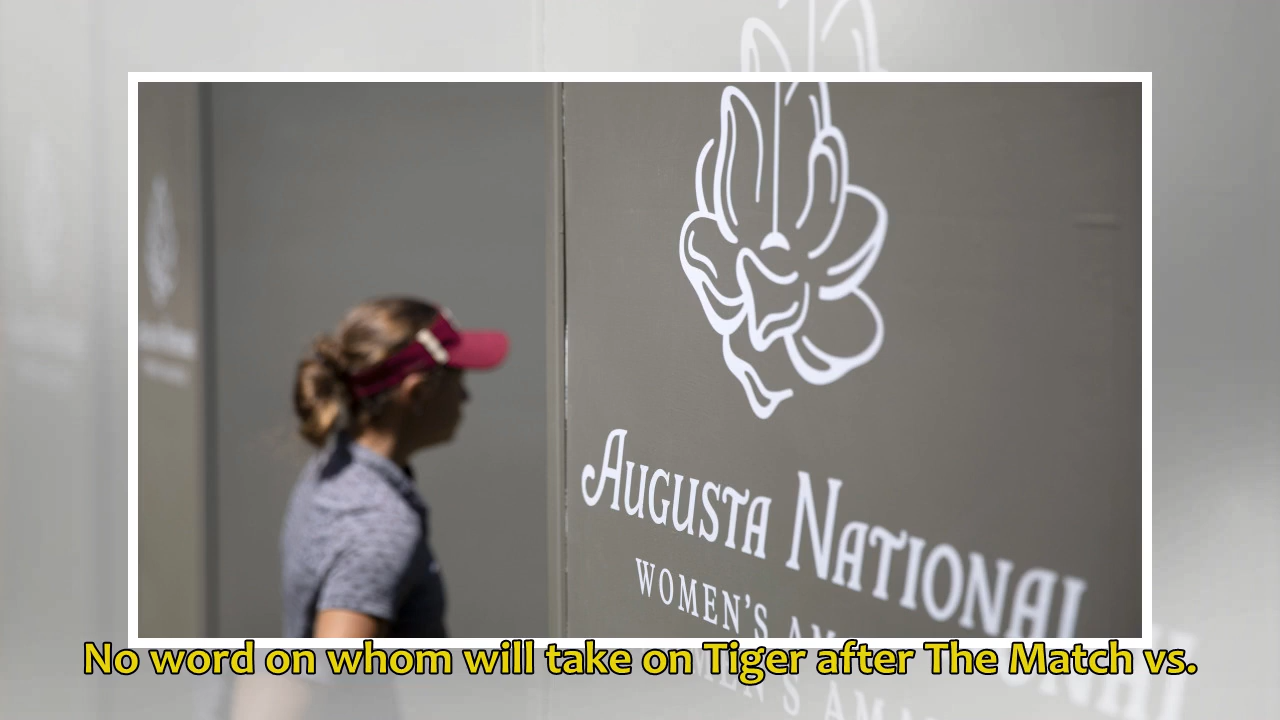 Augusta National
Women's
No word on whom will take on Tiger after The Match vs.